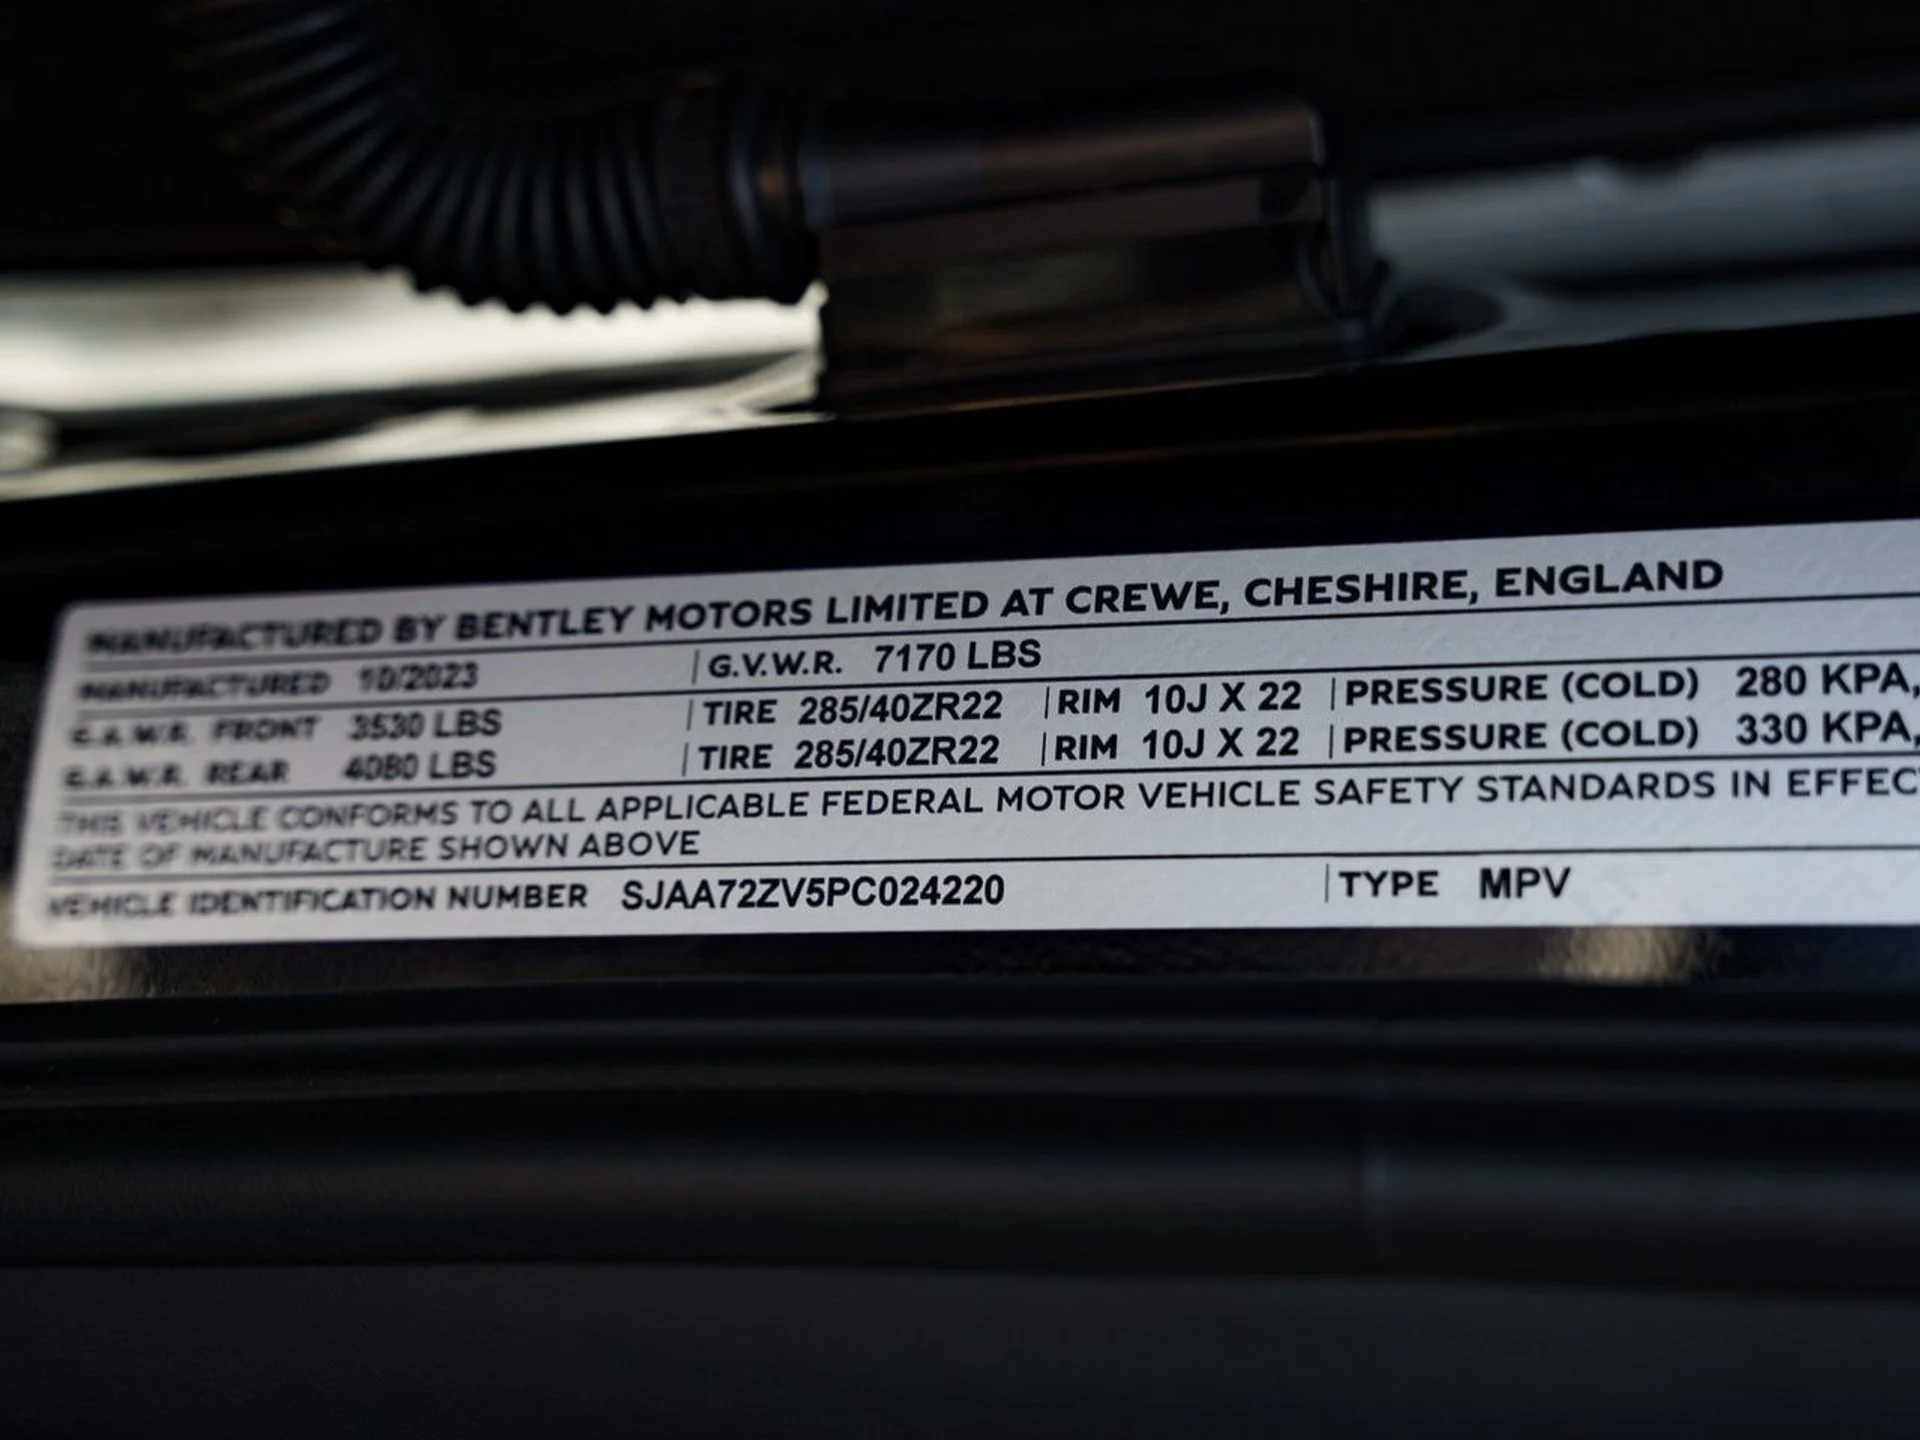 MANUFACTURED BY BENTLEY MOTORS LIMITED AT CREWE, CHESHIRE, ENGLAND
MANUFACTURED 10/2023 G.V.W.R. 7170 LBS
G.A.W.R. FRONT 3530 LBS TIRE 285/40ZR22 RIM 10J X 22 PRESSURE (COLD) 280 KPA,
G.A.W.R. REAR 4080 LBS TIRE 285/40ZR22 RIM 10J X 22 PRESSURE (COLD) 330 KPA,
THIS VEHICLE CONFORMS TO ALL APPLICABLE FEDERAL MOTOR VEHICLE SAFETY STANDARDS IN EFFEC
DATE OF MANUFACTURE SHOWN ABOVE
VEHICLE IDENTIFICATION NUMBER SJAA72ZV5PC024220 TYPE MPV